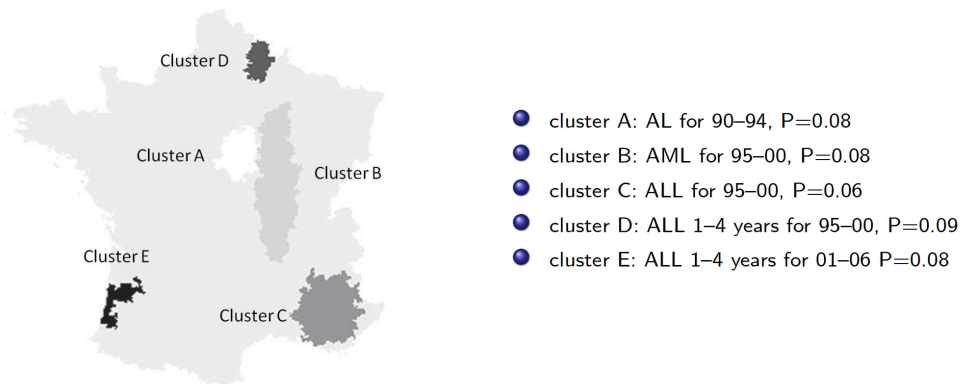 Cluster D
Cluster A
Cluster B
Cluster E
Cluster C
cluster A: AL for 90–94, P=0.08
cluster B: AML for 95–00, P=0.08
cluster C: ALL for 95–00, P=0.06
cluster D: ALL 1–4 years for 95–00, P=0.09
cluster E: ALL 1–4 years for 01–06 P=0.08